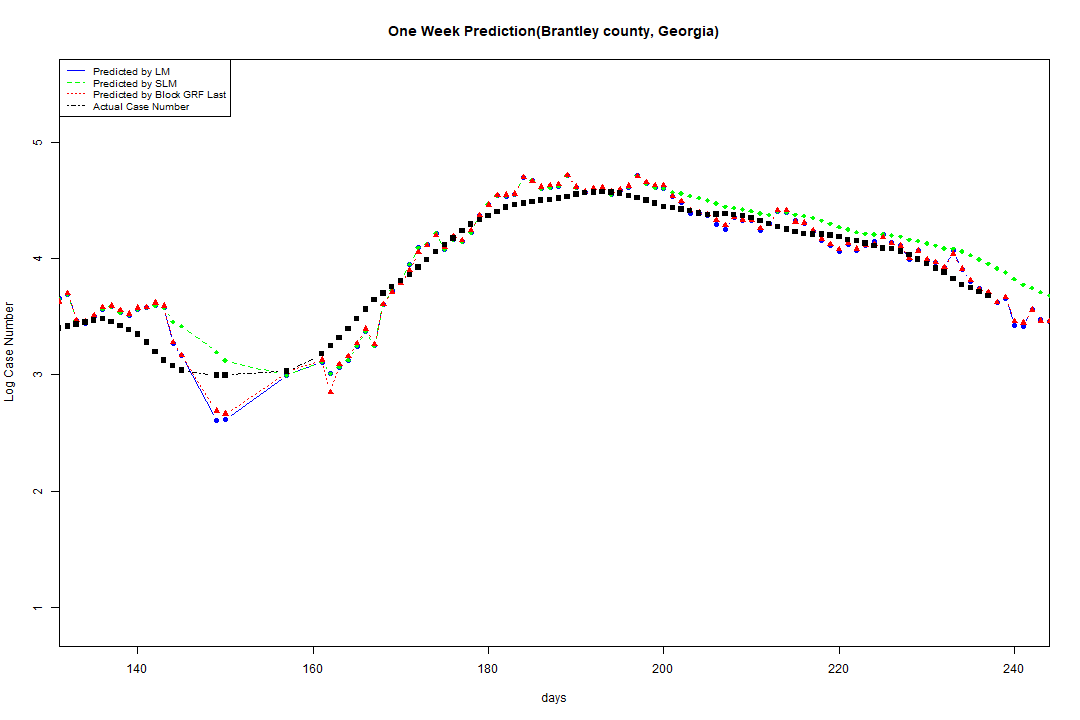 One Week Prediction(Brantley county, Georgia)
Predicted by LM
Predicted by SLM
Predicted by Block GRF Last
Actual Case Number
5
4
3
2
1
Log Case Number
140 160 180 200 220 240
days